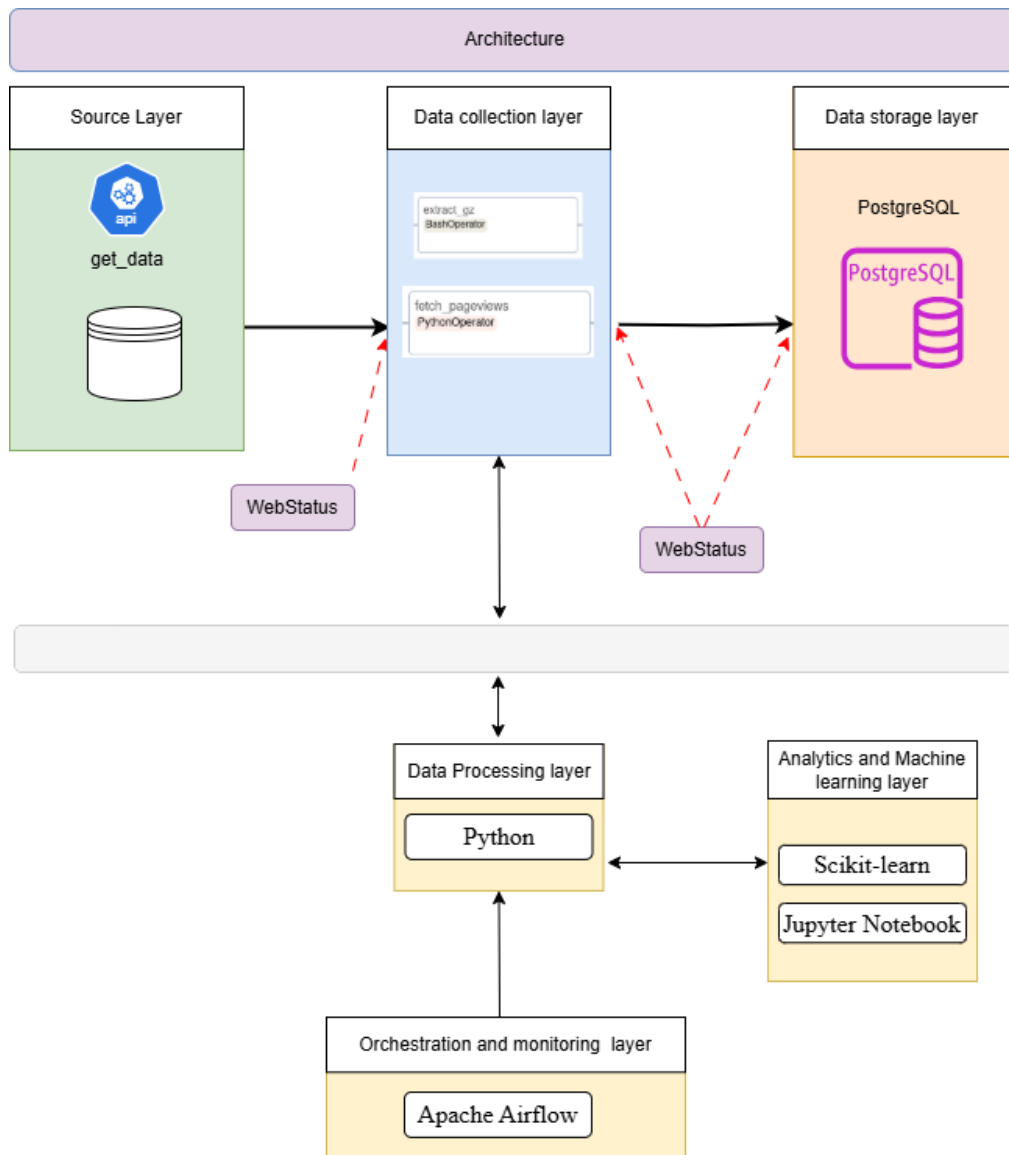 Architecture
Source Layer
Data collection layer
Data storage layer
api
get_data
extract_gz
BashOperator
fetch_pageviews
PythonOperator
PostgreSQL
PostgreSQL
WebStatus
WebStatus
Data Processing layer
Python
Analytics and Machine
learning layer
Scikit-learn
Jupyter Notebook
Orchestration and monitoring layer
Apache Airflow